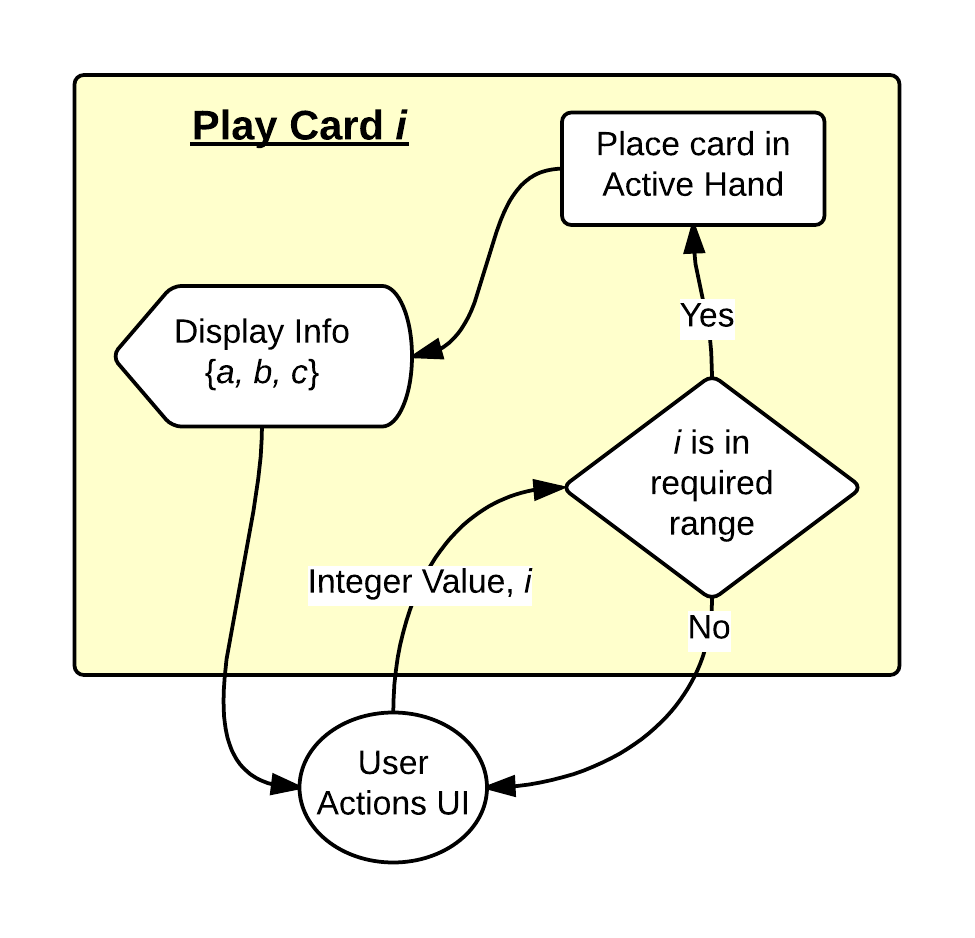 Play Card i
Place card in
Active Hand
Display Info
{a, b, c}
Yes
i is in
required
range
Integer Value, i
No
User
Actions UI